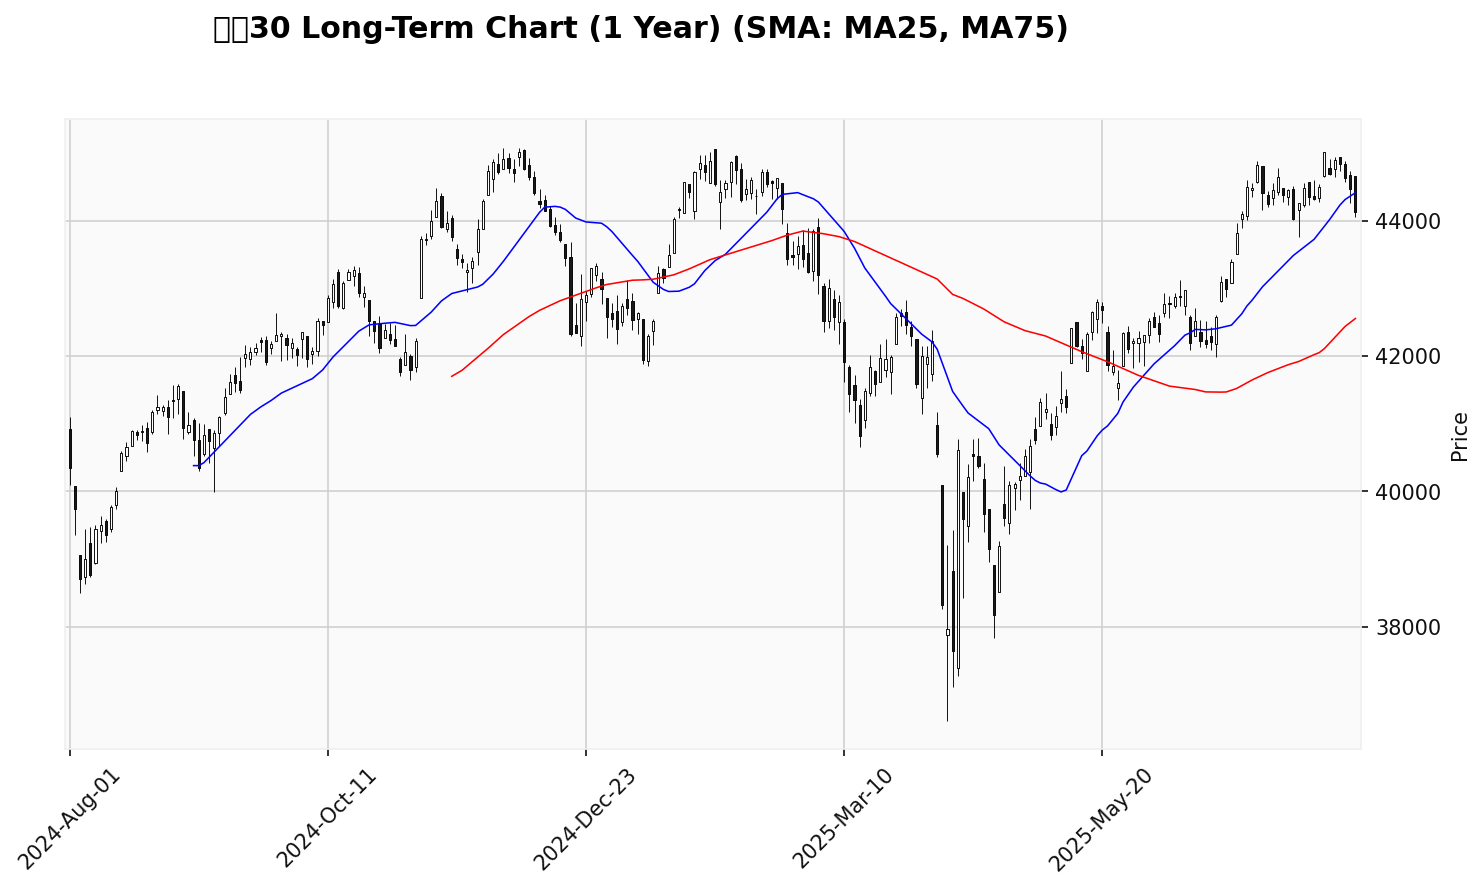 30 Long-Term Chart (1 Year) (SMA: MA25, MA75)
44000
42000
40000
38000
Price
2024-Aug-01
2024-Oct-11
2024-Dec-23
2025-Mar-10
2025-May-20